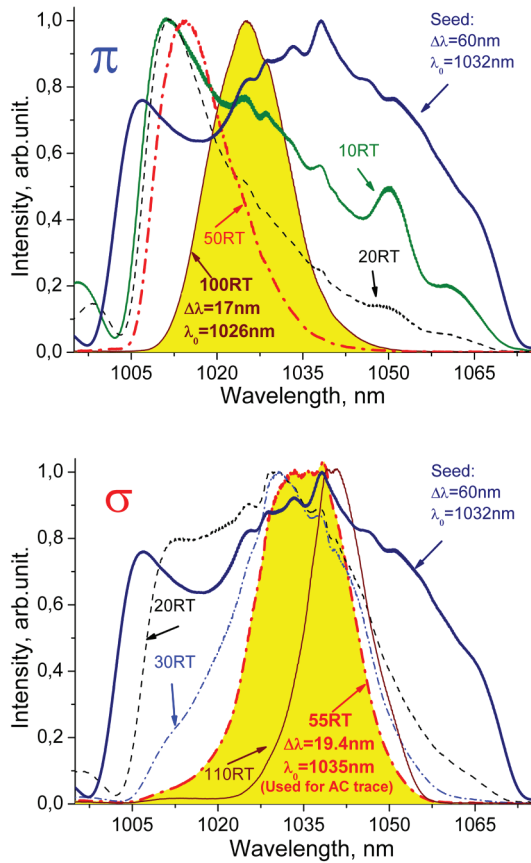 π
Seed:
Δλ=60nm
λ₀=1032nm
Intensity, arb.unit.
1,0
0,8
0,6
0,4
0,2
0,0
10RT
50RT
20RT
100RT
Δλ=17nm
λ₀=1026nm
1005 1020 1035 1050 1065
Wavelength, nm
σ
Seed:
Δλ=60nm
λ₀=1032nm
Intensity, arb.unit.
1,0
0,8
0,6
0,4
0,2
0,0
20RT
30RT
110RT
55RT
Δλ=19.4nm
λ₀=1035nm
(Used for AC trace)
1005 1020 1035 1050 1065
Wavelength, nm